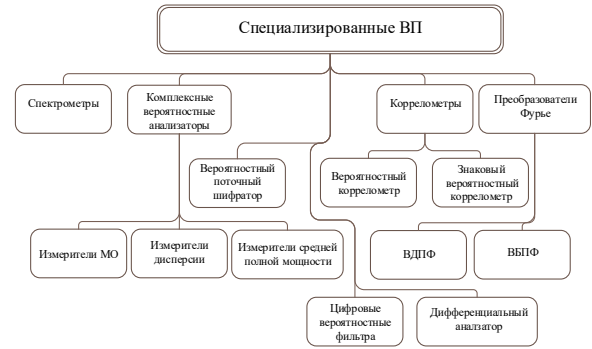 Специализированные ВП
Спектрометры
Комплексные
вероятностные
анализаторы
Коррелометры
Преобразователи
Фурье
Вероятностный
поточный
шифратор
Вероятностный
коррелометр
Знаковый
вероятностный
коррелометр
Измерители МО
Измерители
дисперсии
Измерители средней
полной мощности
ВДПФ
ВБПФ
Цифровые
вероятностные
фильтра
Дифференциальный
аналзатор